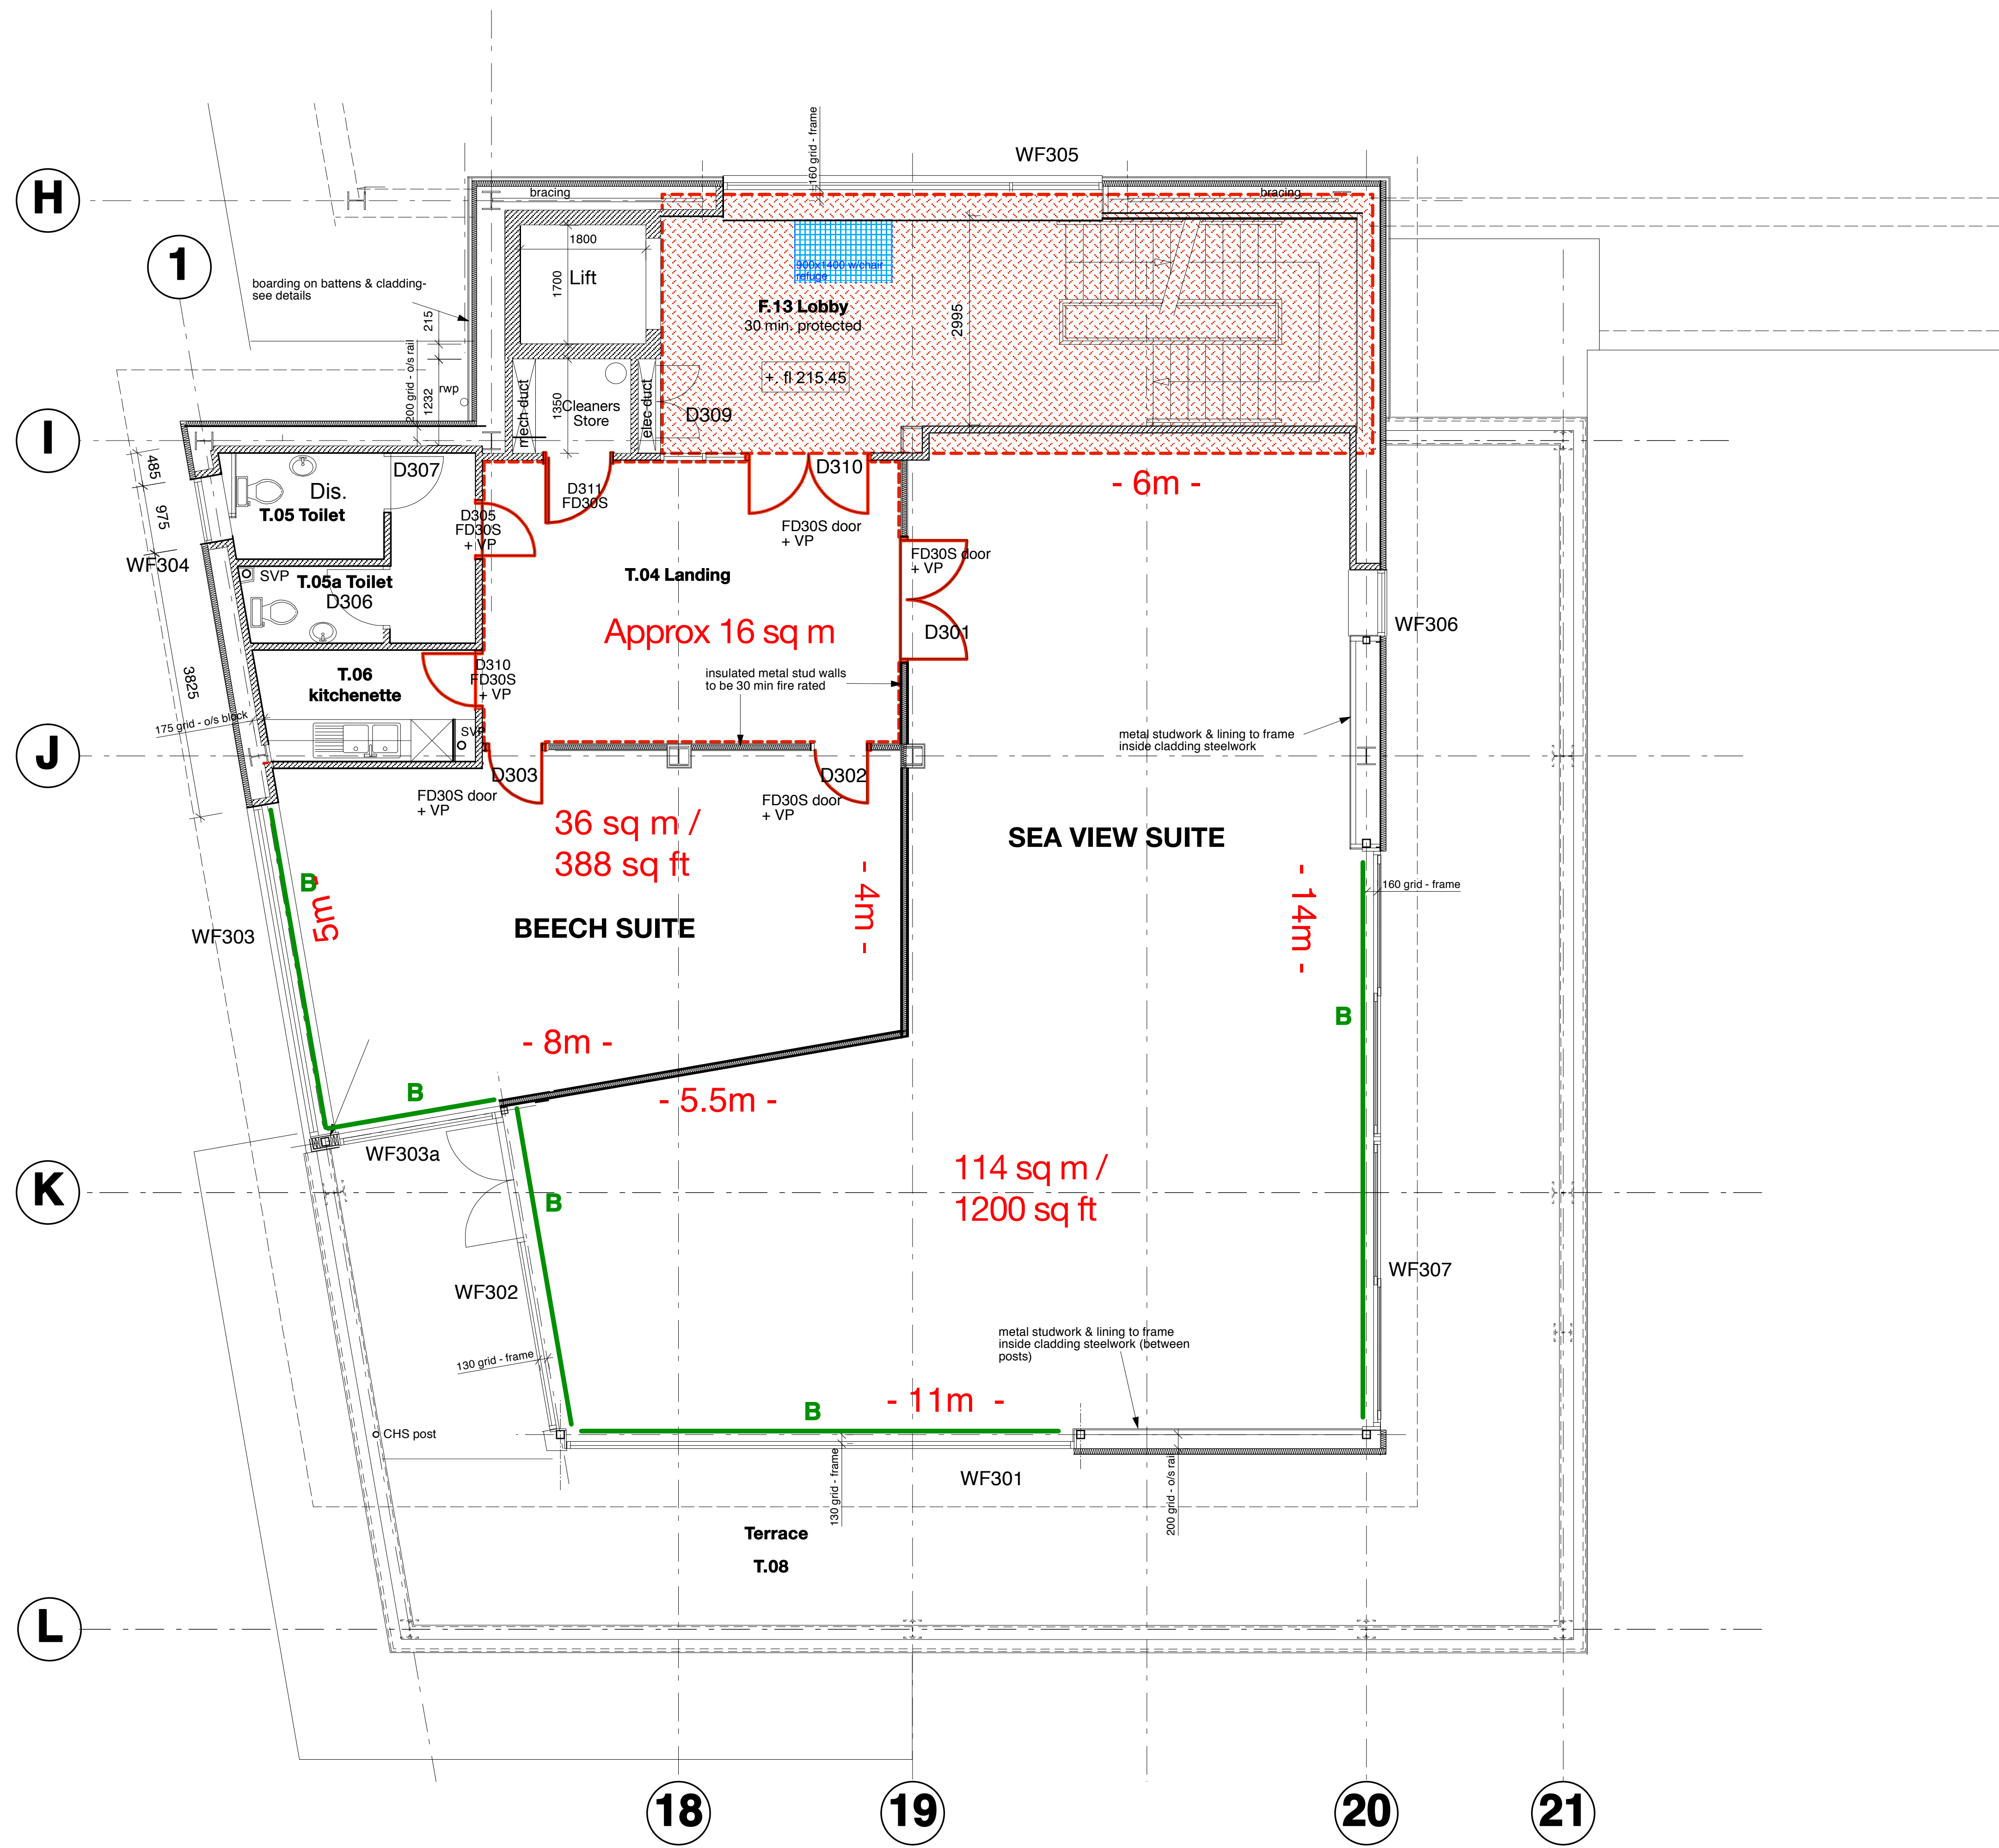 160 grid - frame
WF305
H
bracing
bracing
1800
1
Lift
1700
900x1400 w/chair
refuge
boarding on battens & cladding-
see details
F.13 Lobby
30 min. protected
2995
215
200 grid - o/s rail
1232
rwp
+. fl 215.45
mech duct
1350
Cleaners
Store
elec duct
D309
I
485
D307
D310
Dis.
T.05 Toilet
D311
FD30S
- 6m -
975
D305
FD30S
+ VP
FD30S door
+ VP
FD30S door
+ VP
WF304
SVP
T.05a Toilet
D306
T.04 Landing
Approx 16 sq m
D301
WF306
3825
T.06
kitchenette
D310
FD30S
+ VP
insulated metal stud walls
to be 30 min fire rated
175 grid - o/s block
SVP
metal studwork & lining to frame
inside cladding steelwork
J
D303
D302
FD30S door
+ VP
FD30S door
+ VP
36 sq m /
388 sq ft
SEA VIEW SUITE
B
5m -
- 4m -
- 14m -
160 grid - frame
WF303
BEECH SUITE
B
- 8m -
B
- 5.5m -
WF303a
114 sq m /
1200 sq ft
K
B
WF307
WF302
metal studwork & lining to frame
inside cladding steelwork (between
posts)
130 grid - frame
- 11m -
B
CHS post
130 grid - frame
WF301
200 grid - o/s rail
Terrace
T.08
L
18
19
20
21